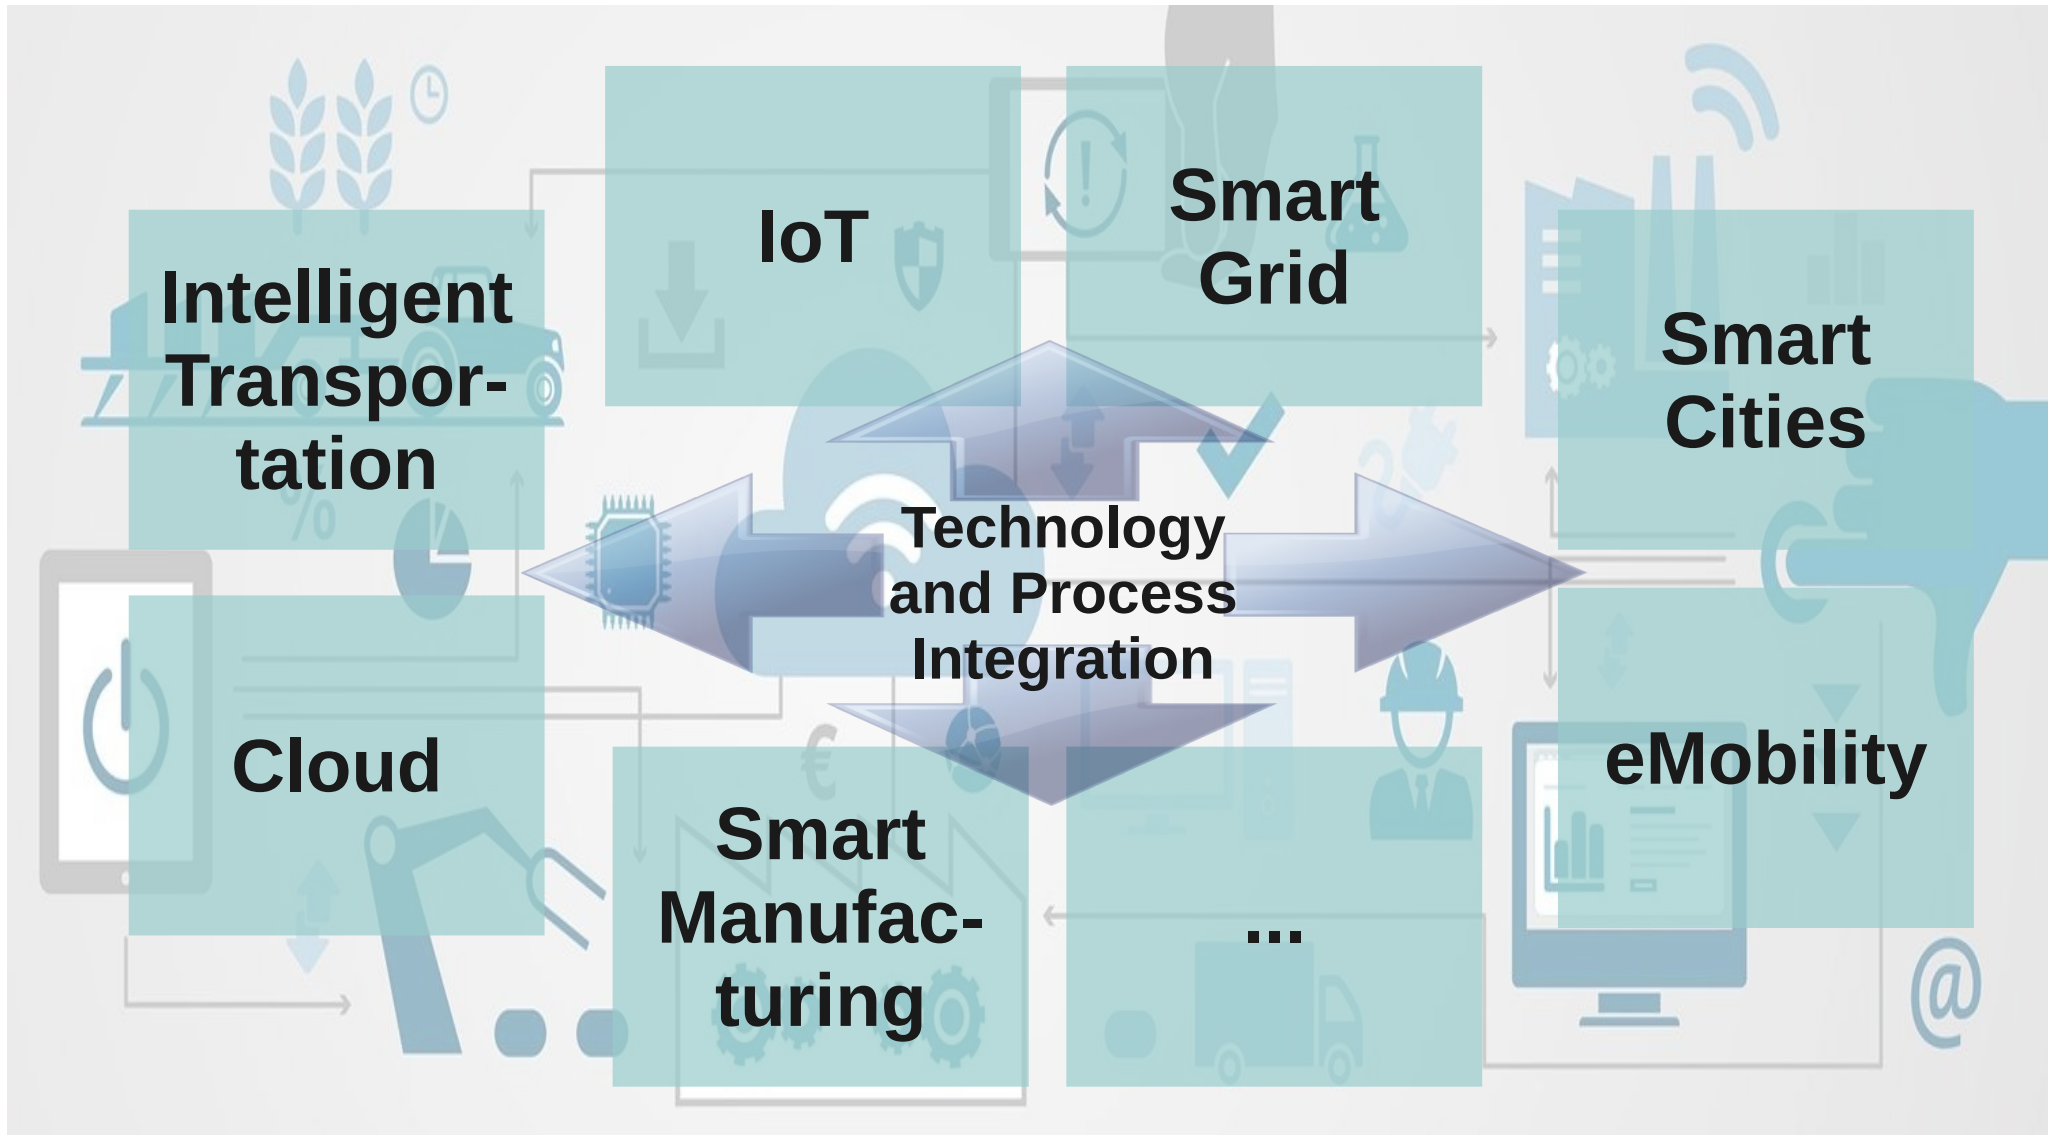 IoT
Smart
Grid
Intelligent
Transpor-
tation
Smart
Cities
Technology
and Process
Integration
Cloud
eMobility
Smart
Manufac-
turing
...
%
€
!
@